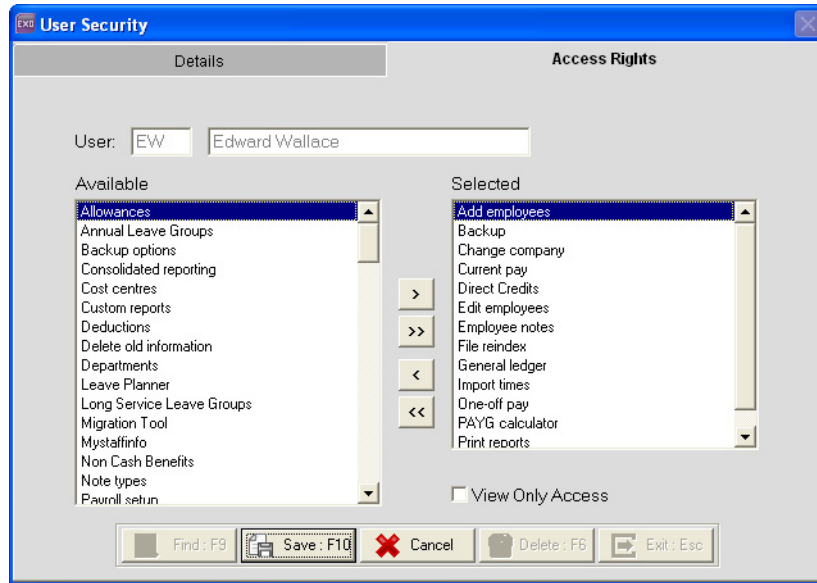 EXO User Security
Details Access Rights
User: EW Edward Wallace
Available Selected
Allowances
Annual Leave Groups
Backup options
Consolidated reporting
Cost centres
Custom reports
Deductions
Delete old information
Departments
Leave Planner
Long Service Leave Groups
Migration Tool
Mystaffinfo
Non Cash Benefits
Note types
Payroll setup
>
>>
<
<<
Add employees
Backup
Change company
Current pay
Direct Credits
Edit employees
Employee notes
File reindex
General ledger
Import times
One-off pay
PAYG calculator
Print reports
View Only Access
Find : F9 Save : F10 Cancel Delete : F6 Exit : Esc